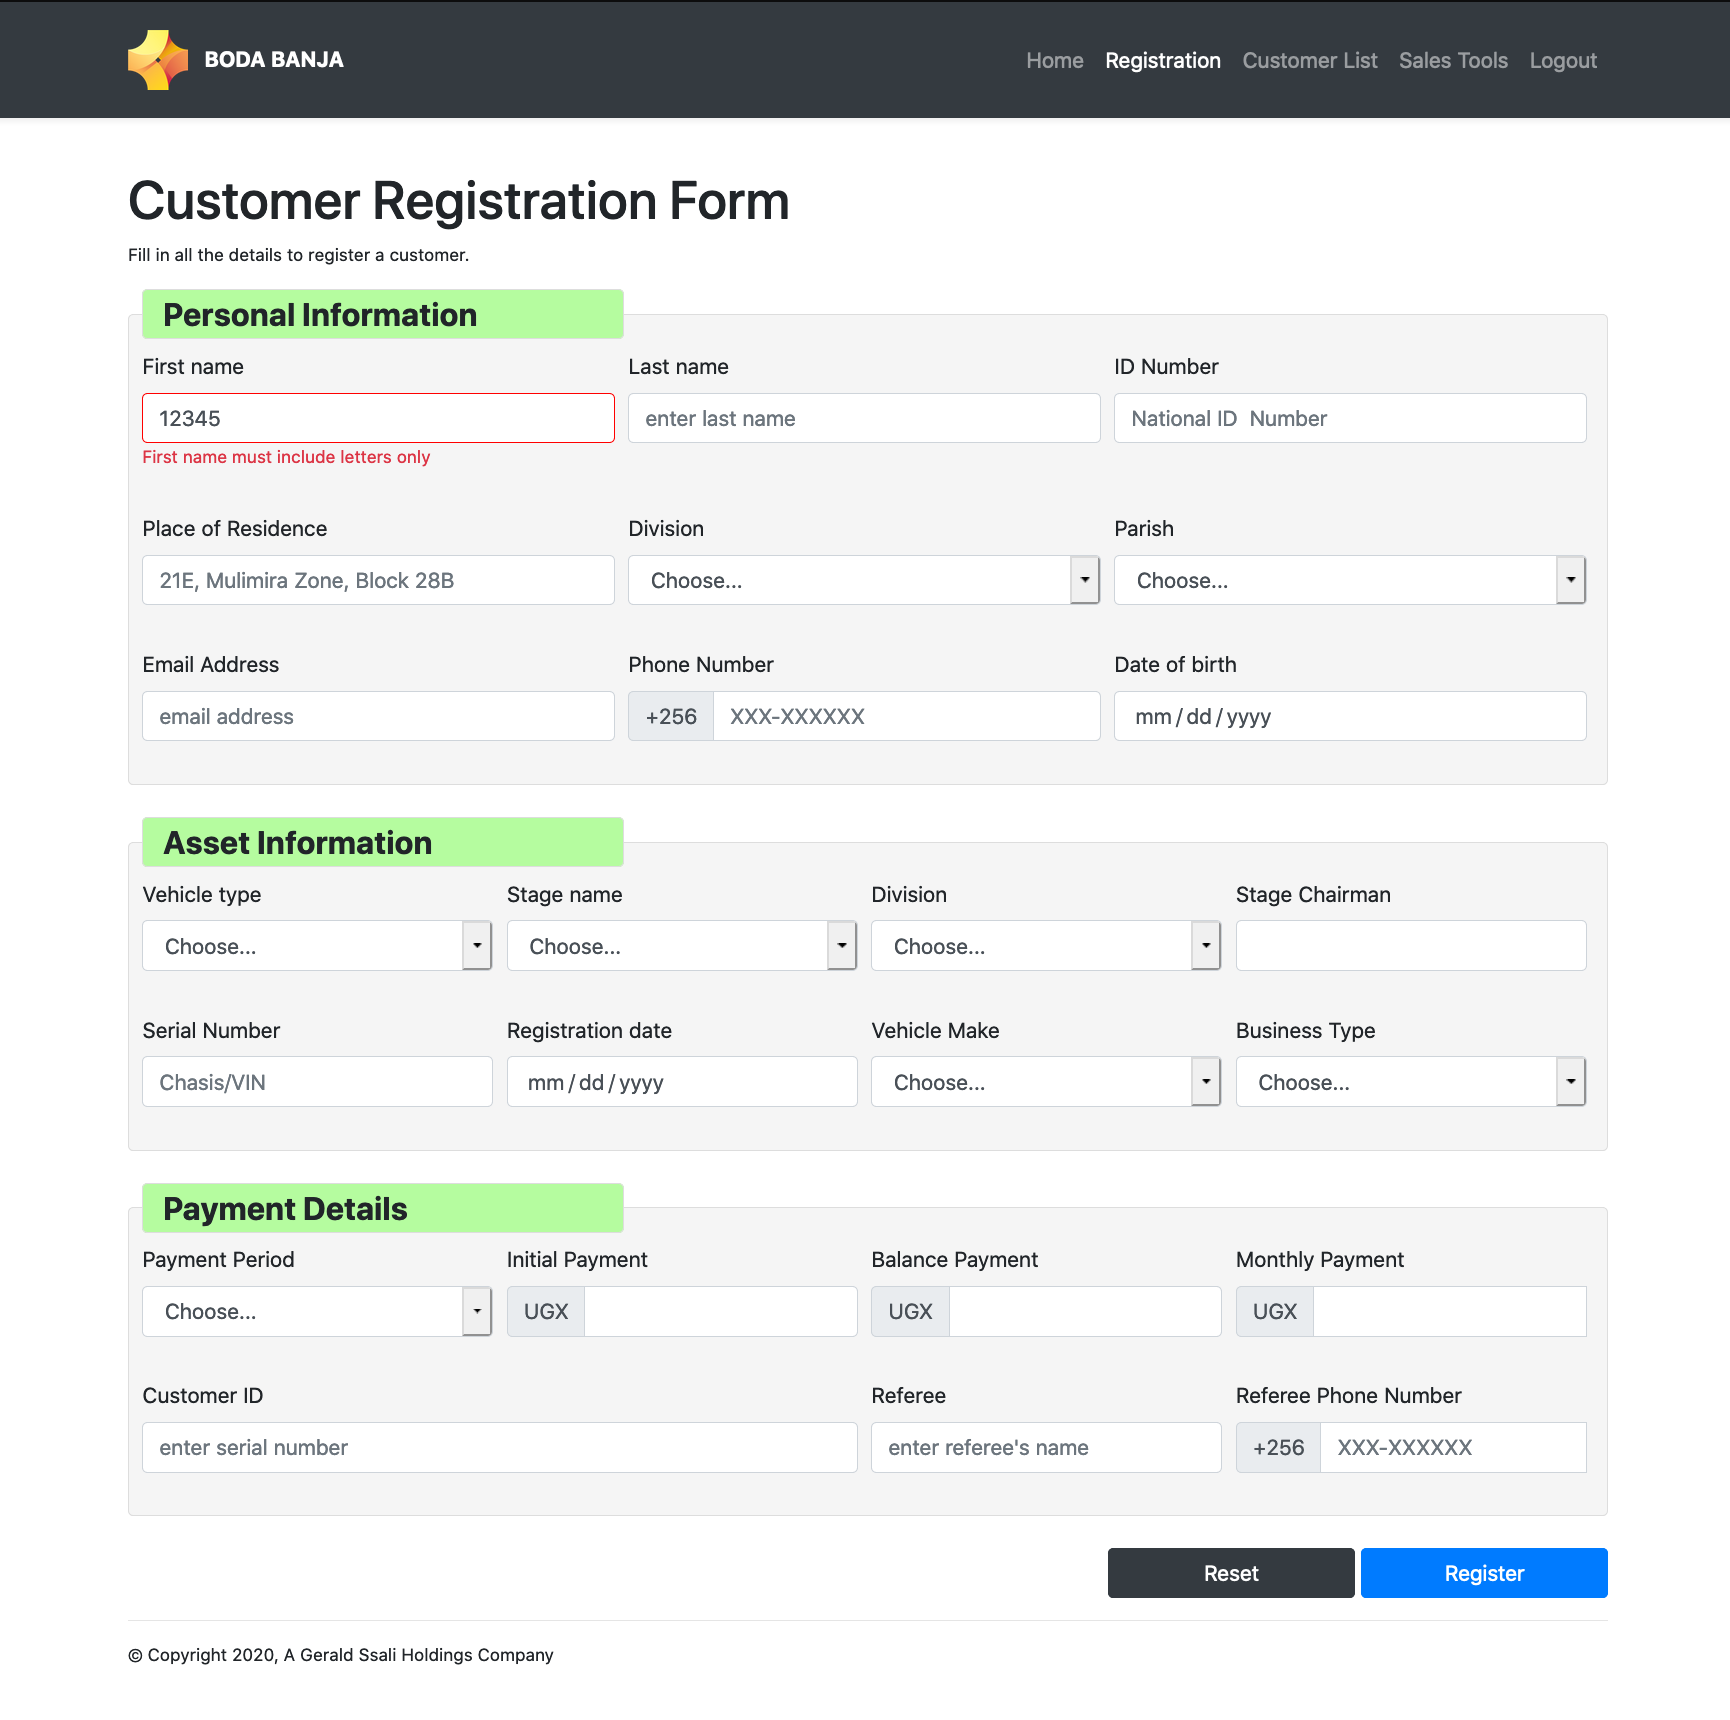 BODA BANJA
Home Registration Customer List Sales Tools Logout
Customer Registration Form
Fill in all the details to register a customer.
Personal Information
First name Last name ID Number
12345 enter last name National ID  Number
First name must include letters only
Place of Residence Division Parish
21E, Mulimira Zone, Block 28B Choose... Choose...
Email Address Phone Number Date of birth
email address +256 XXX-XXXXXX mm/dd/yyyy
Asset Information
Vehicle type Stage name Division Stage Chairman
Choose... Choose... Choose...
Serial Number Registration date Vehicle Make Business Type
Chasis/VIN mm/dd/yyyy Choose... Choose...
Payment Details
Payment Period Initial Payment Balance Payment Monthly Payment
Choose... UGX UGX UGX
Customer ID Referee Referee Phone Number
enter serial number enter referee's name +256 XXX-XXXXXX
Reset Register
© Copyright 2020, A Gerald Ssali Holdings Company